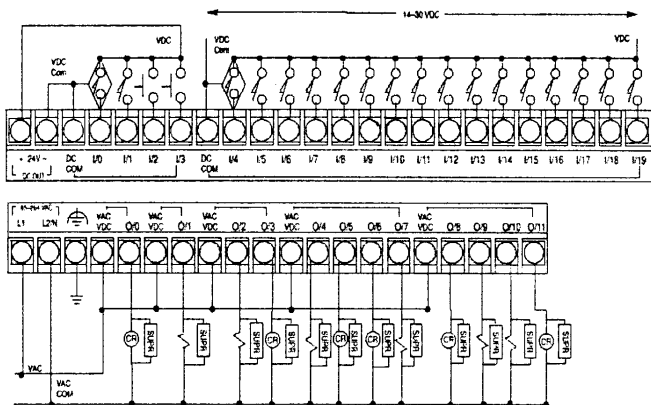 14–30 VDC
VDC
VDC
Com
VDC
Com
VDC
+ 24V –
DC OUT
DC
COM
I/0
I/1
I/2
I/3
DC
COM
I/4
I/5
I/6
I/7
I/8
I/9
I/10
I/11
I/12
I/13
I/14
I/15
I/16
I/17
I/18
I/19
85-264 VAC
L1
L2/N
VAC
VDC
O/0
VAC
VDC
O/1
VAC
VDC
O/2
O/3
VAC
VDC
O/4
O/5
O/6
O/7
VAC
VDC
O/8
O/9
O/10
O/11
CR
SUPR
SUPR
SUPR
CR
SUPR
SUPR
CR
SUPR
CR
SUPR
SUPR
CR
SUPR
SUPR
SUPR
CR
SUPR
VAC
VAC
COM